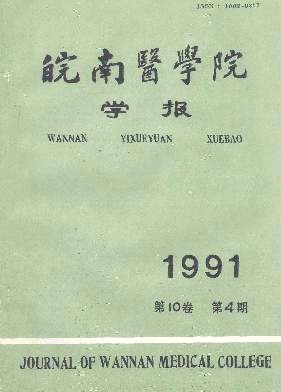 ISSN : 1002-0217
皖南醫學院
学报
WANNAN YIXUEYUAN XUEBAO
1991
第10卷 第4期
JOURNAL OF WANNAN MEDICAL COLLEGE